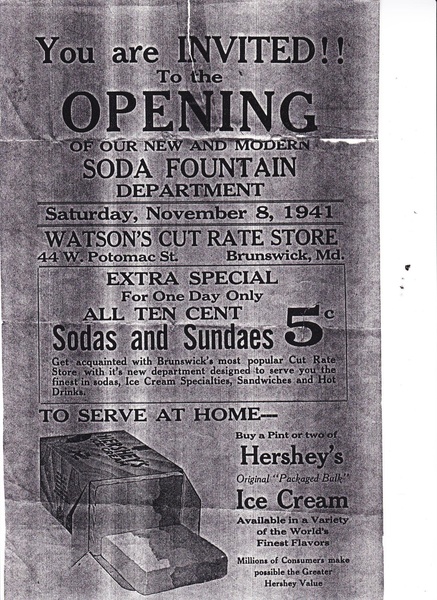 You are INVITED!!
To the
OPENING
OF OUR NEW AND MODERN
SODA FOUNTAIN
DEPARTMENT
Saturday, November 8, 1941
WATSON'S CUT RATE STORE
44 W. Potomac St. Brunswick, Md.
EXTRA SPECIAL
For One Day Only
ALL TEN CENT
Sodas and Sundaes 5c
Get acquainted with Brunswick's most popular Cut Rate
Store with it's new department designed to serve you the
finest in sodas, Ice Cream Specialties, Sandwiches and Hot
Drinks.
TO SERVE AT HOME—
HERSHEY'S
Buy a Pint or two of
Hershey's
Original "Packaged Bulk"
Ice Cream
Available in a Variety
of the World's
Finest Flavors
Millions of Consumers make
possible the Greater
Hershey Value